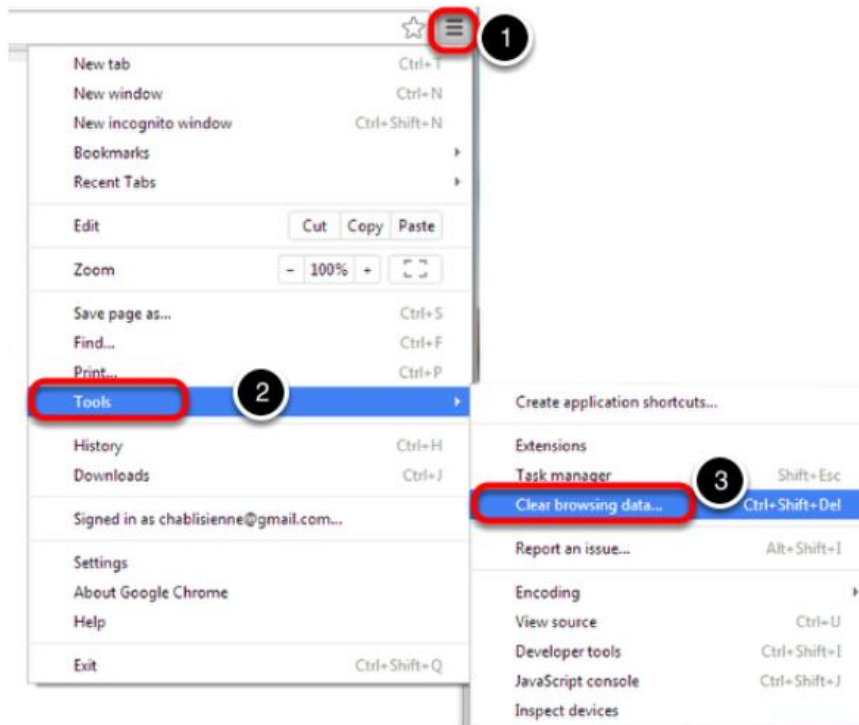 1
New tab Ctrl+T
New window Ctrl+N
New incognito window Ctrl+Shift+N
Bookmarks
Recent Tabs
Edit Cut Copy Paste
Zoom - 100% +
Save page as... Ctrl+S
Find... Ctrl+F
Print... Ctrl+P
Tools 2
History Ctrl+H
Downloads Ctrl+J
Signed in as chablisienne@gmail.com...
Settings
About Google Chrome
Help
Exit Ctrl+Shift+Q
Create application shortcuts...
Extensions
Task manager Shift+Esc
3
Clear browsing data... Ctrl+Shift+Del
Report an issue... Alt+Shift+I
Encoding
View source Ctrl+U
Developer tools Ctrl+Shift+I
JavaScript console Ctrl+Shift+J
Inspect devices